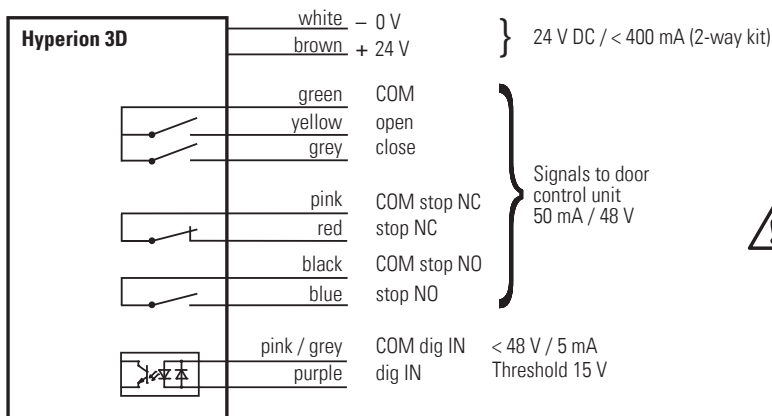 Hyperion 3D
white – 0 V
brown + 24 V
24 V DC / < 400 mA (2-way kit)
green COM
yellow open
grey close
pink COM stop NC
red stop NC
black COM stop NO
blue stop NO
Signals to door
control unit
50 mA / 48 V
pink / grey COM dig IN < 48 V / 5 mA
purple dig IN Threshold 15 V